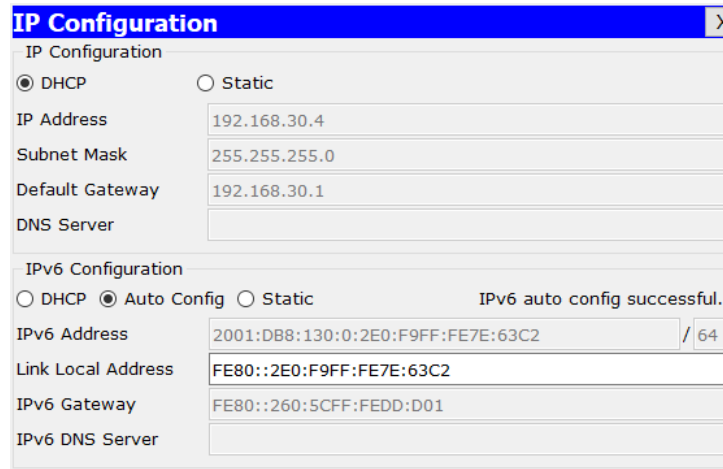 IP Configuration X
IP Configuration
DHCP Static
IP Address 192.168.30.4
Subnet Mask 255.255.255.0
Default Gateway 192.168.30.1
DNS Server
IPv6 Configuration
DHCP Auto Config Static IPv6 auto config successful.
IPv6 Address 2001:DB8:130:0:2E0:F9FF:FE7E:63C2 / 64
Link Local Address FE80::2E0:F9FF:FE7E:63C2
IPv6 Gateway FE80::260:5CFF:FEDD:D01
IPv6 DNS Server